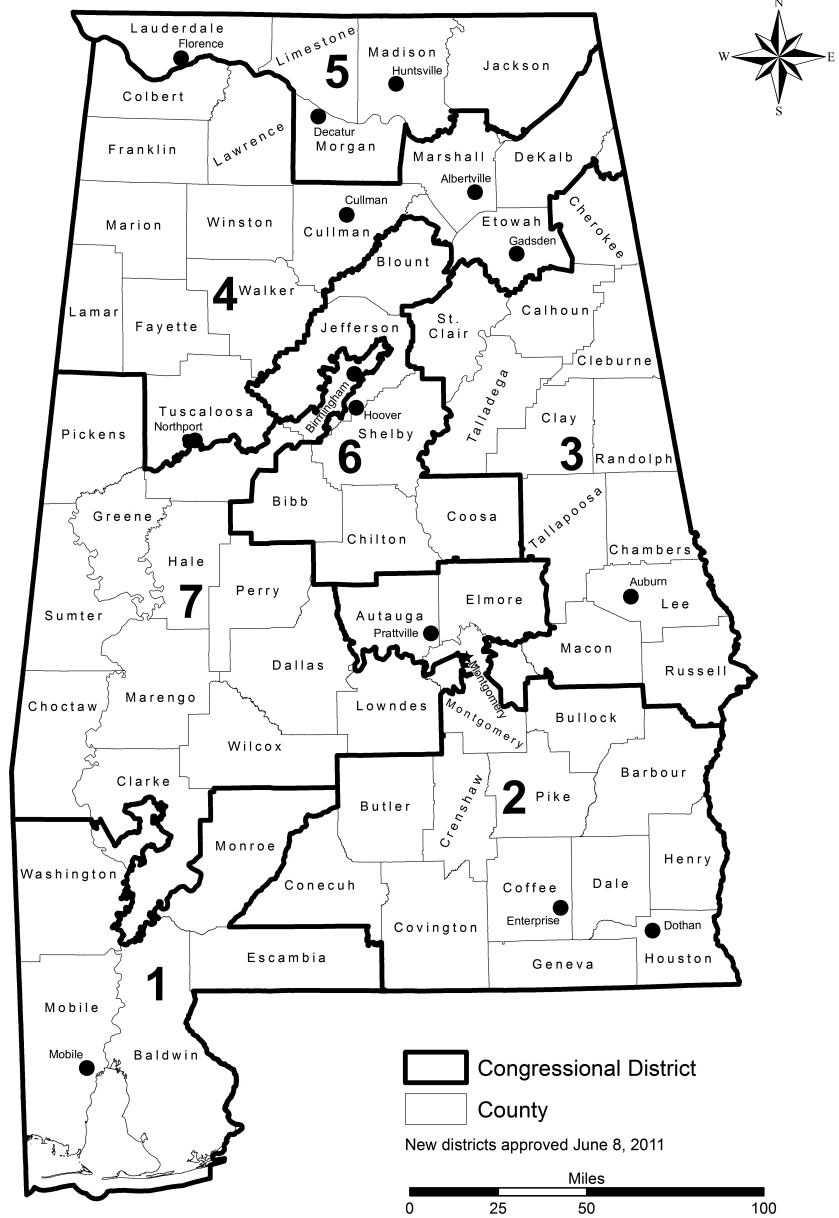 N
W
E
S
Lauderdale
Florence
Limestone
Madison
Huntsville
Jackson
5
Colbert
Decatur
Morgan
Franklin
Lawrence
Marshall
DeKalb
Albertville
Cullman
Cullman
Marion
Winston
Etowah
Gadsden
Cherokee
Blount
4
Walker
Lamar
Fayette
Jefferson
St.
Clair
Calhoun
Cleburne
Talladega
Tuscaloosa
Northport
Birmingham
Hoover
Shelby
6
Clay
3
Randolph
Pickens
Bibb
Coosa
Tallapoosa
Greene
Chilton
Chambers
Hale
7
Perry
Autauga
Prattville
Elmore
Auburn
Lee
Sumter
Macon
Dallas
Montgomery
Russell
Choctaw
Marengo
Lowndes
Montgomery
Bullock
Wilcox
Clarke
Butler
Crenshaw
2
Pike
Barbour
Monroe
Washington
Conecuh
Coffee
Enterprise
Dale
Henry
Covington
Dothan
Houston
Escambia
Geneva
1
Mobile
Mobile
Baldwin
Congressional District
County
New districts approved June 8, 2011
Miles
0 25 50 100